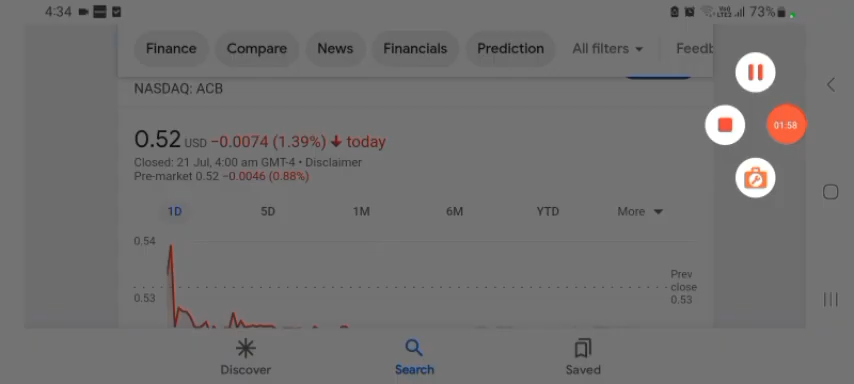 4:34
73%
Finance Compare News Financials Prediction All filters Feedb
NASDAQ: ACB
0.52 USD −0.0074 (1.39%) today
Closed: 21 Jul, 4:00 am GMT-4 • Disclaimer
Pre-market 0.52 −0.0046 (0.88%)
1D 5D 1M 6M YTD More
0.54
Prev
close
0.53
0.53
01:58
Discover Search Saved